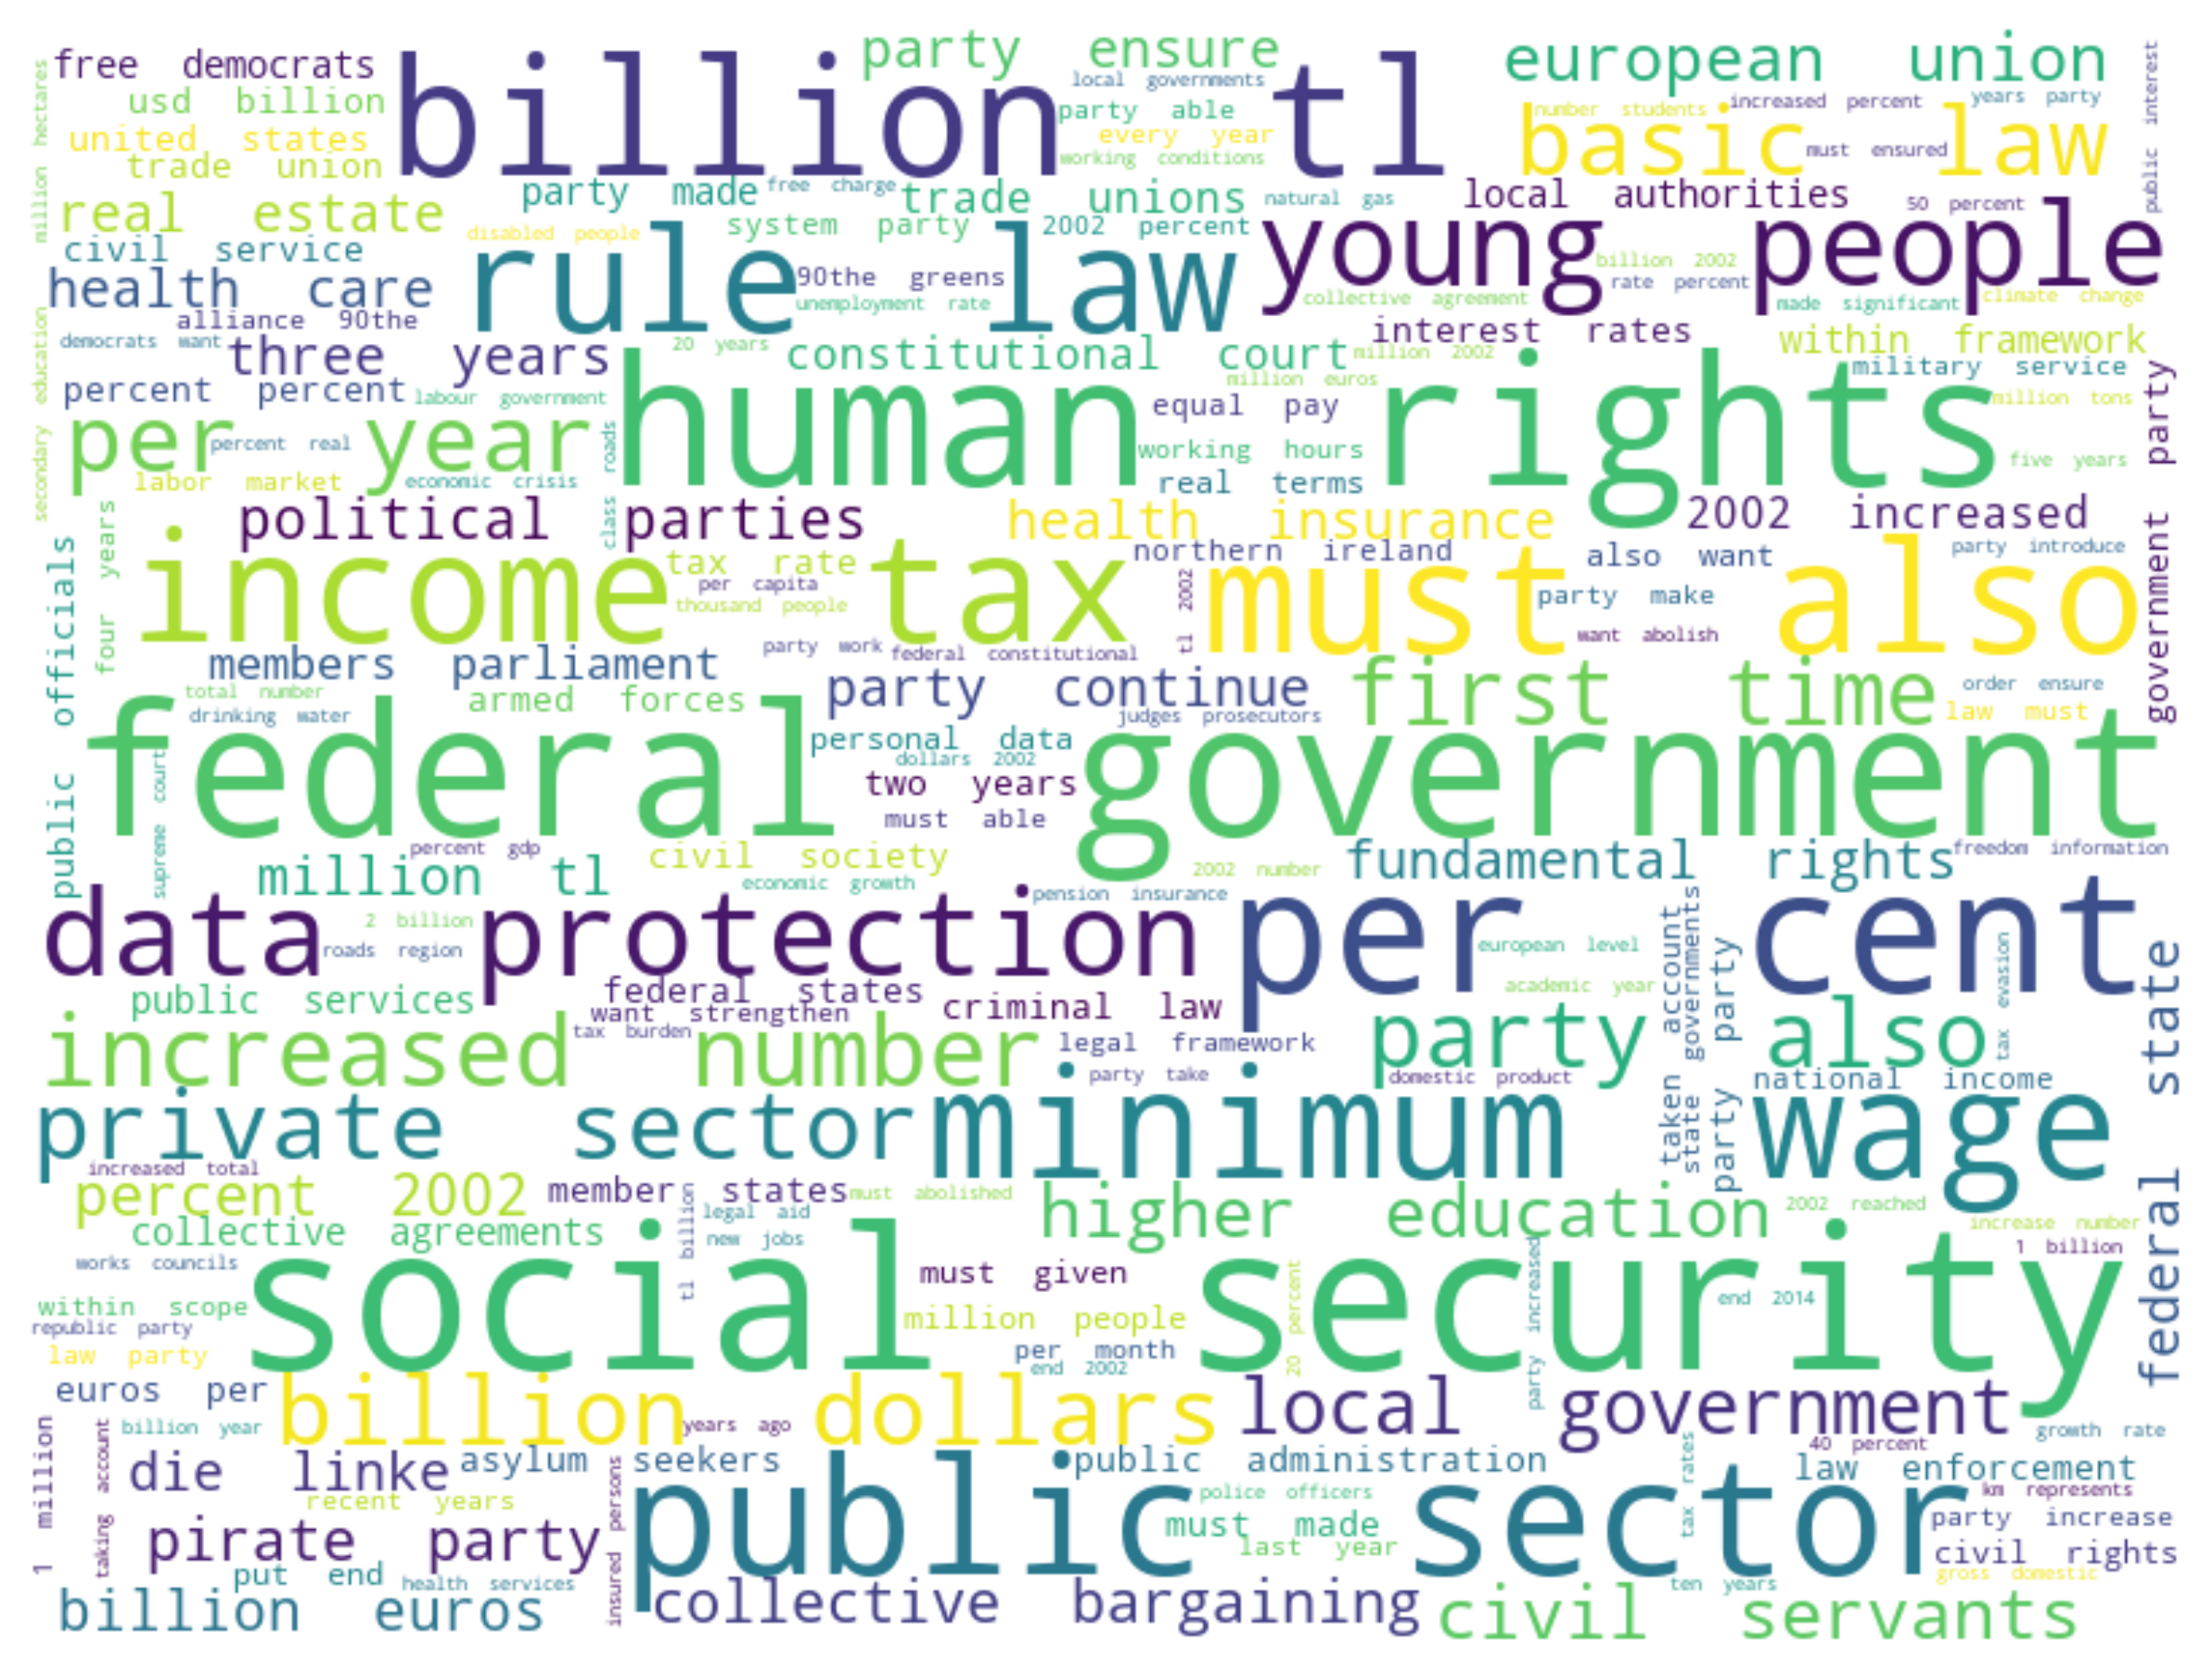 free democrats
party ensure
european union
billion tl
local governments
usd billion
party able
number students
increased percent
years party
basic law
united states
every year
must ensured
trade union
working conditions
public interest
million hectares
party made
free charge
trade unions
natural gas
local authorities
50 percent
real estate
disabled people
system party
2002 percent
young people
civil service
rule law
90the greens
billion 2002
rate percent
health care
unemployment rate
collective agreement
made significant
climate change
alliance 90the
interest rates
within framework
democrats want
three years
20 years
constitutional court
million 2002
military service
secondary education
percent percent
labour government
human rights
million euros
equal pay
million tons
per year
percent real
class roads
working hours
five years
labor market
economic crisis
real terms
government party
political parties
health insurance
2002 increased
four years
income tax
tax rate
northern ireland
also want
party introduce
per capita
thousand people
tl 2002
must also
party make
want abolish
public officials
members parliament
party work
federal constitutional
total number
armed forces
party continue
first time
order ensure
drinking water
judges prosecutors
law must
federal government
personal data
dollars 2002
two years
supreme court
must able
percent gdp
million tl
civil society
economic growth
2002 number
fundamental rights
freedom information
data protection
2 billion
roads region
pension insurance
per cent
european level
taken account
state governments
party party
public services
federal states
want strengthen
criminal law
academic year
tax evasion
federal state
increased number
tax burden
legal framework
party also
party take
domestic product
national income
private sector
minimum wage
increased total
percent 2002
member states
must abolished
higher education
2002 reached
increase number
collective agreements
tl billion
legal aid
new jobs
works councils
social security
must given
1 billion
within scope
million people
20 percent
party increased
end 2014
republic party
law party
per month
end 2002
euros per
billion dollars
local government
1 million
taking account
billion year
years ago
growth rate
die linke
asylum seekers
public administration
40 percent
law enforcement
recent years
insured persons
public sector
police officers
tax rates
km represents
pirate party
must made
party increase
last year
civil rights
put end
health services
ten years
gross domestic
billion euros
collective bargaining
civil servants